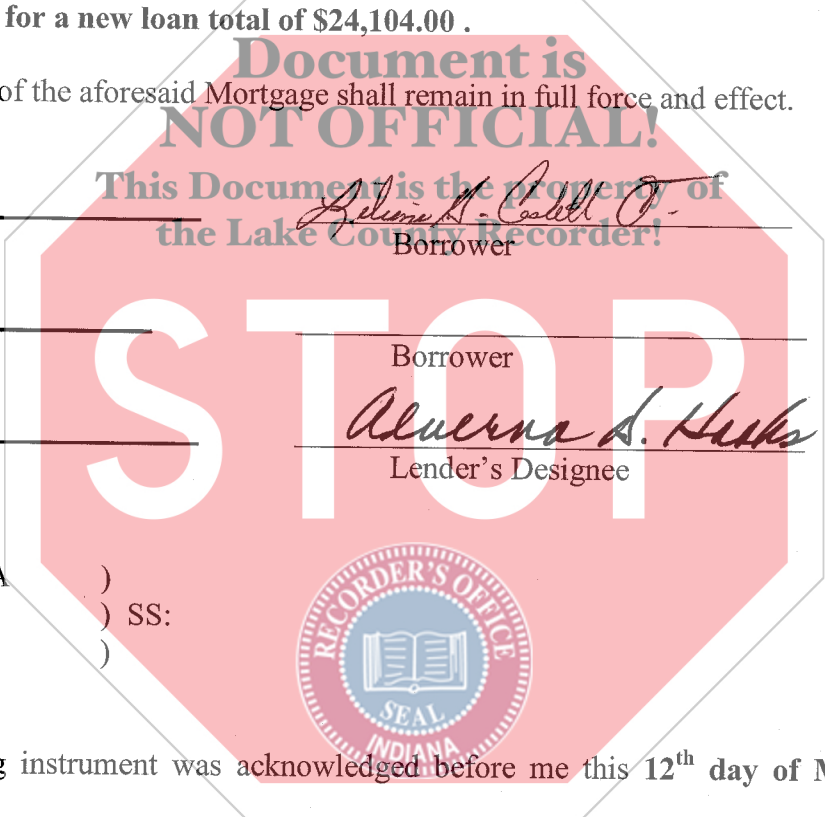 for a new loan total of $24,104.00 .
Document is
of the aforesaid Mortgage shall remain in full force and effect.
NOT OFFICIAL!
This Document is the property of
the Lake County Recorder!
Borrower
STOP
Borrower
Lender's Designee
)
) SS:
)
RECORDER'S OFFICE
SEAL
INDIANA
instrument was acknowledged before me this 12th day of